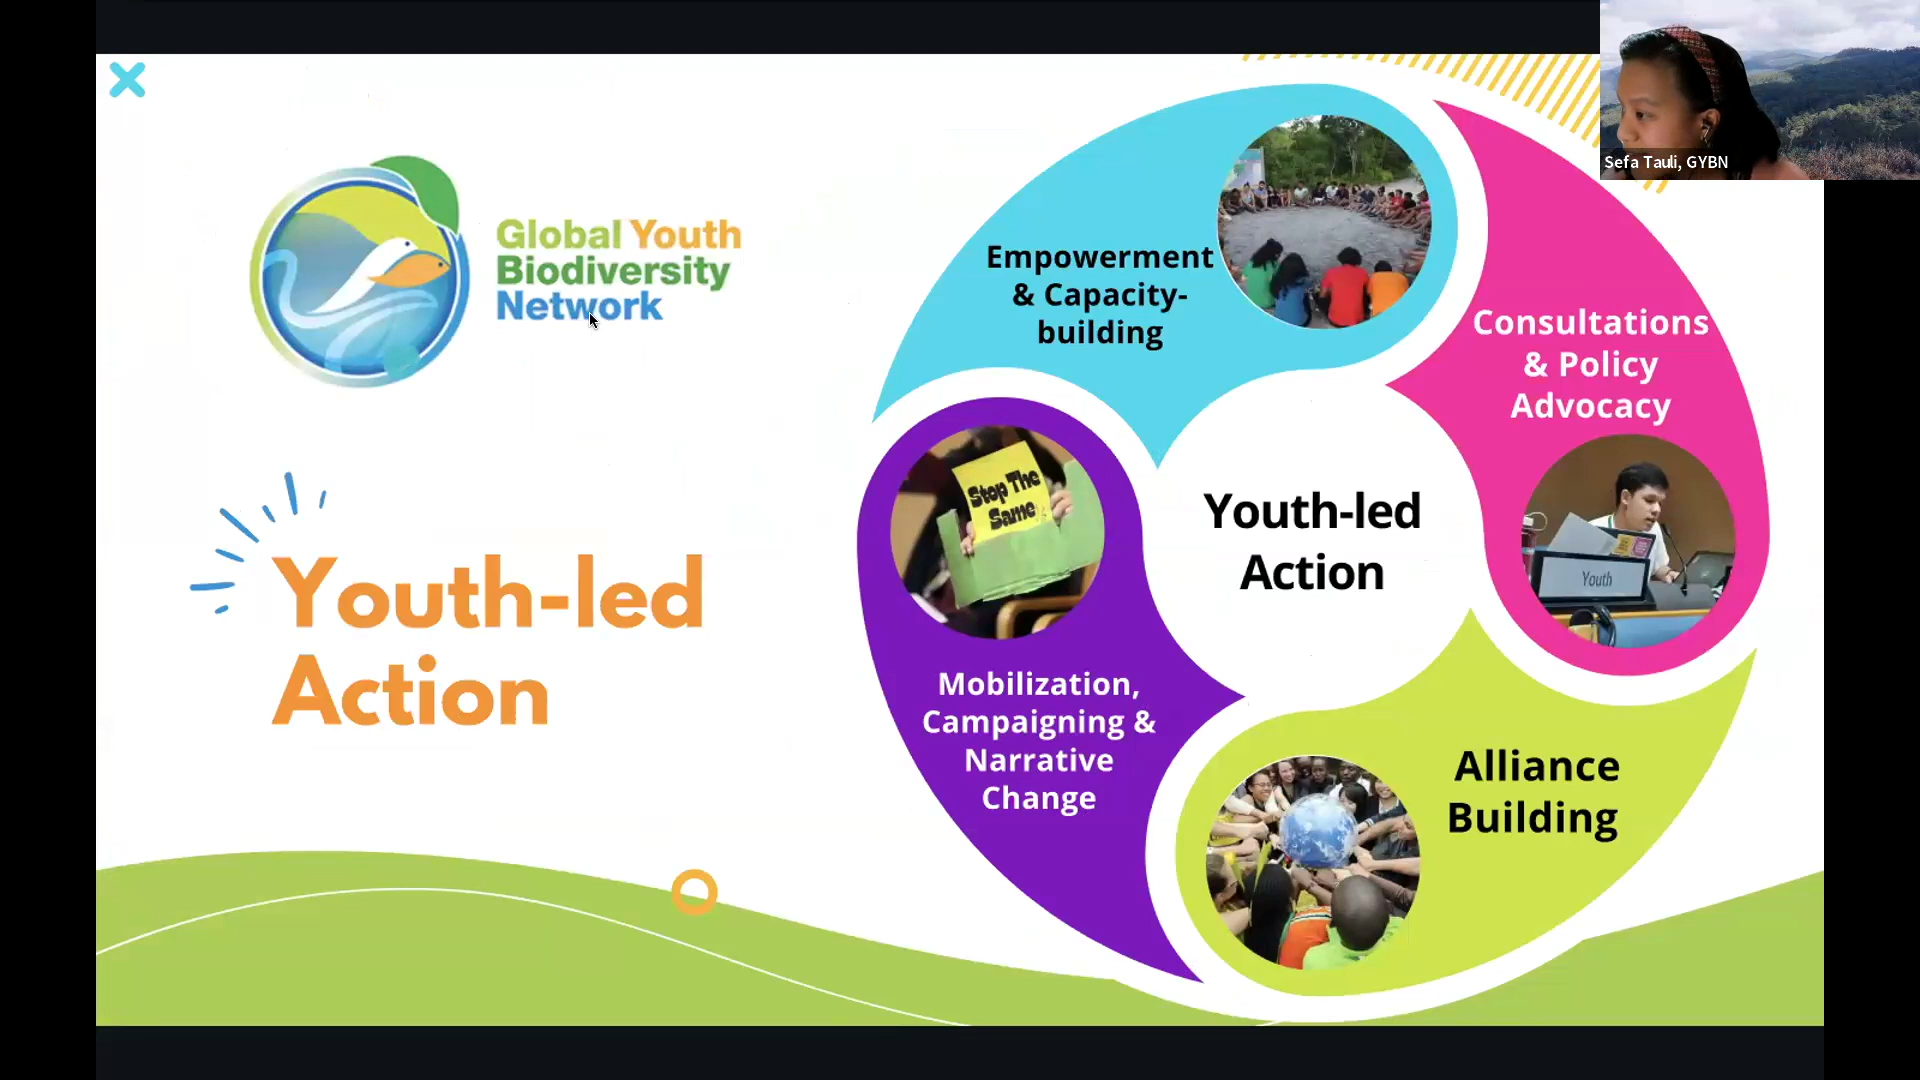 Sefa Tauli, GYBN
Global Youth
Biodiversity
Network
Youth-led
Action
Empowerment
& Capacity-
building
Consultations
& Policy
Advocacy
Youth
Stop The
Same
Youth-led
Action
Mobilization,
Campaigning &
Narrative
Change
Alliance
Building